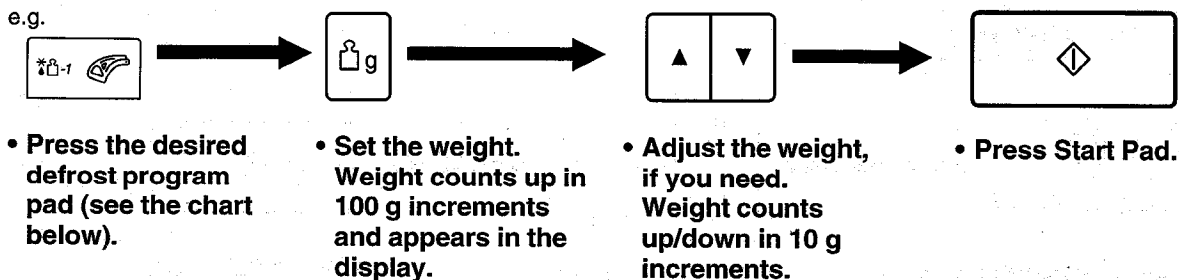 e.g.
-1
g
▲ ▼
• Press the desired
defrost program
pad (see the chart
below).
• Set the weight.
Weight counts up in
100 g increments
and appears in the
display.
• Adjust the weight,
if you need.
Weight counts
up/down in 10 g
increments.
• Press Start Pad.